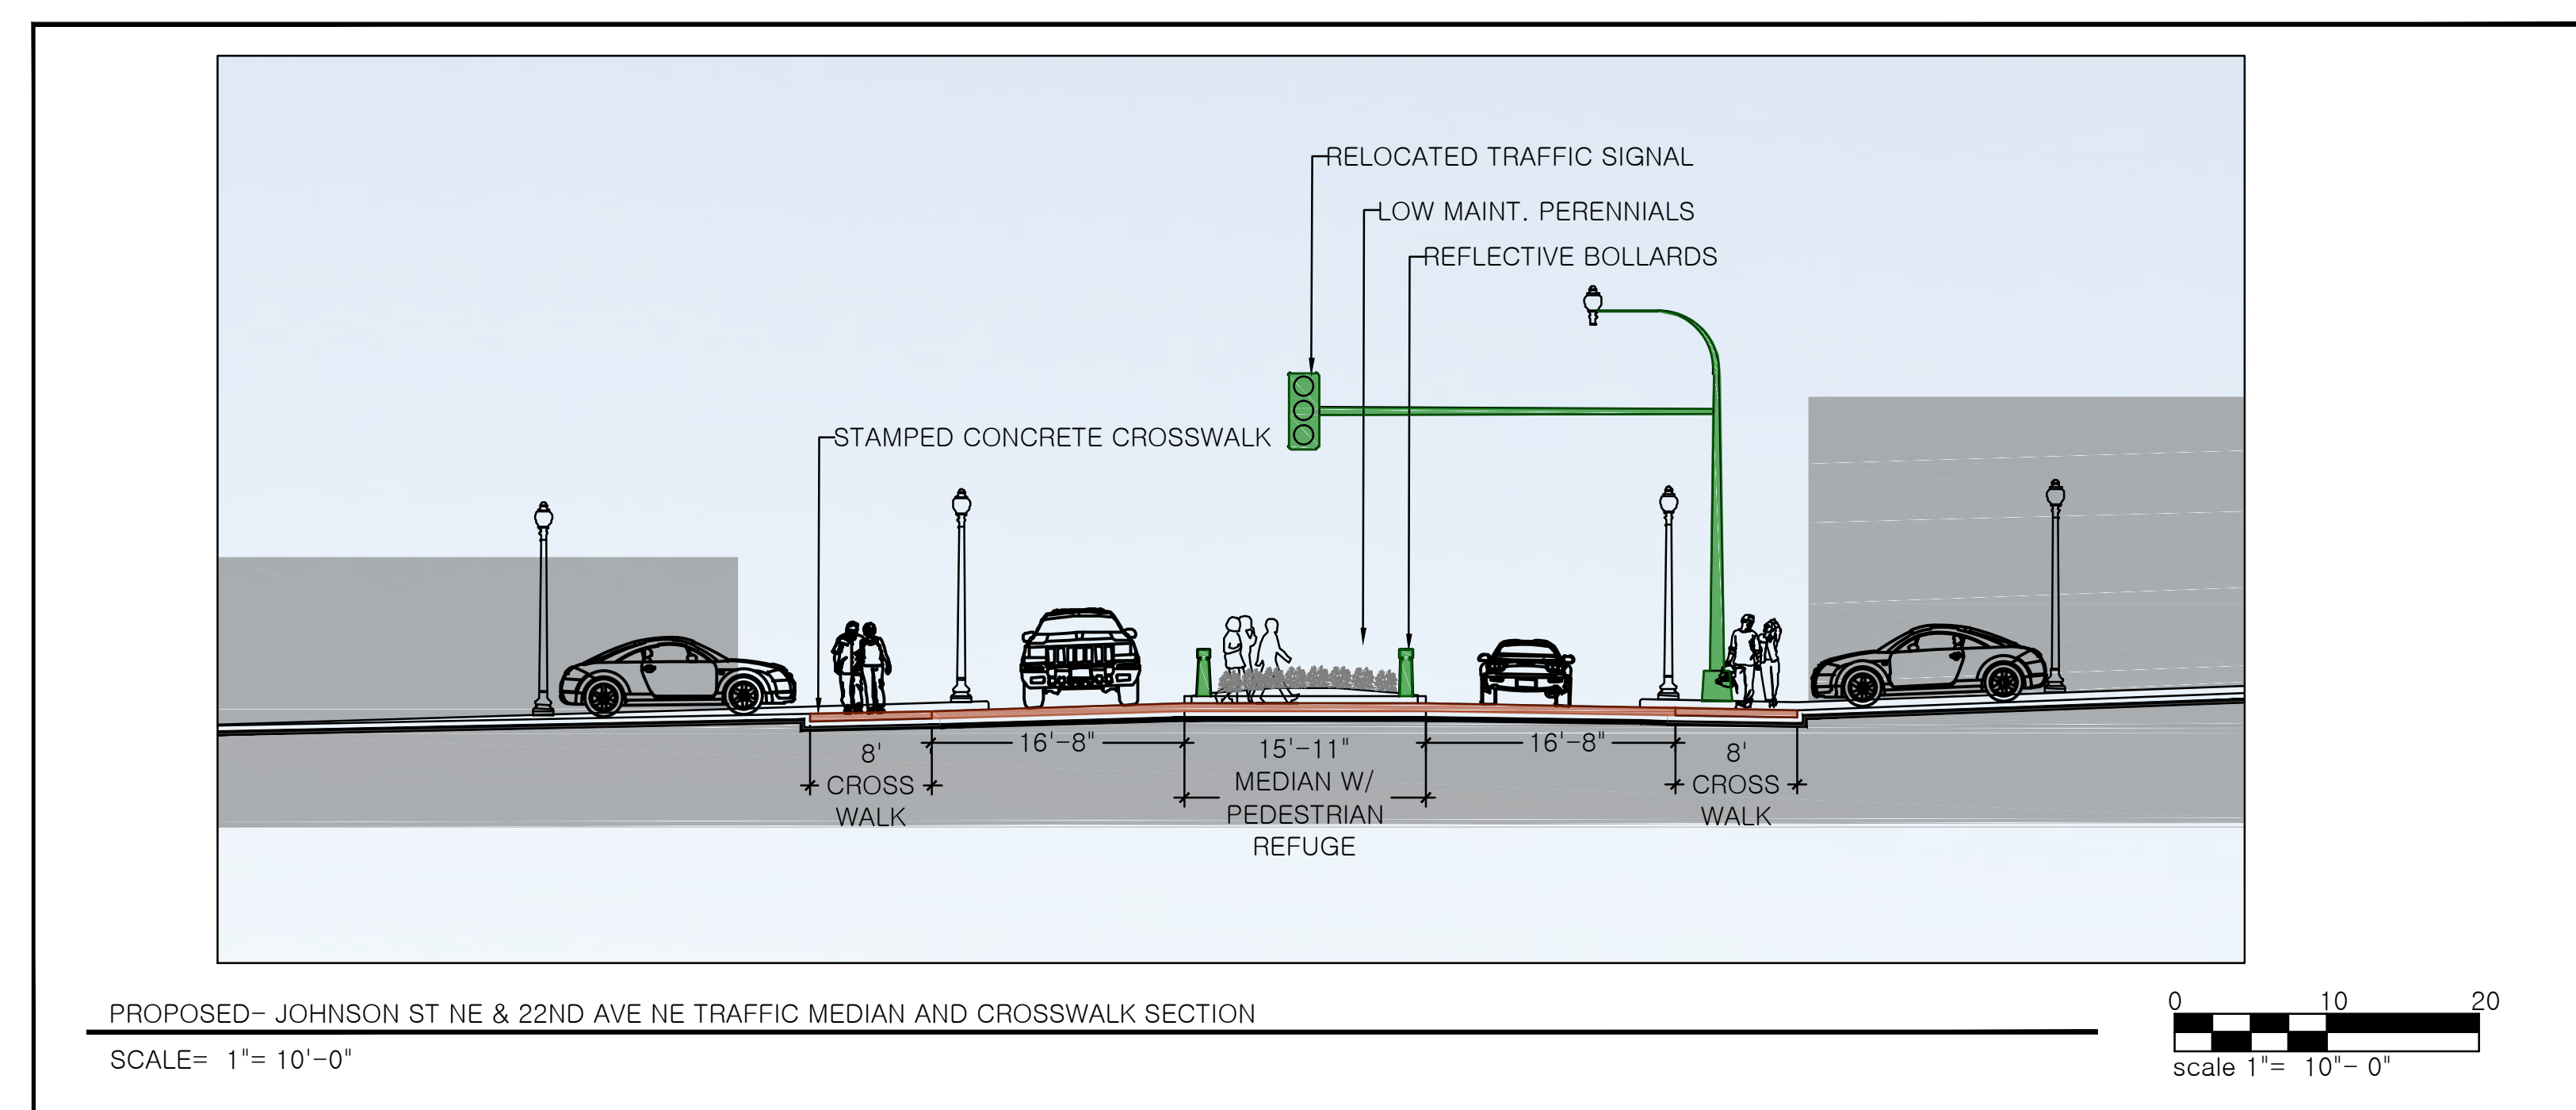 RELOCATED TRAFFIC SIGNAL
LOW MAINT. PERENNIALS
REFLECTIVE BOLLARDS
STAMPED CONCRETE CROSSWALK
8'
CROSS
WALK
16'-8"
15'-11"
MEDIAN W/
PEDESTRIAN
REFUGE
16'-8"
8'
CROSS
WALK
PROPOSED- JOHNSON ST NE & 22ND AVE NE TRAFFIC MEDIAN AND CROSSWALK SECTION
SCALE= 1"= 10'-0"
0 10 20
scale 1"= 10"- 0"